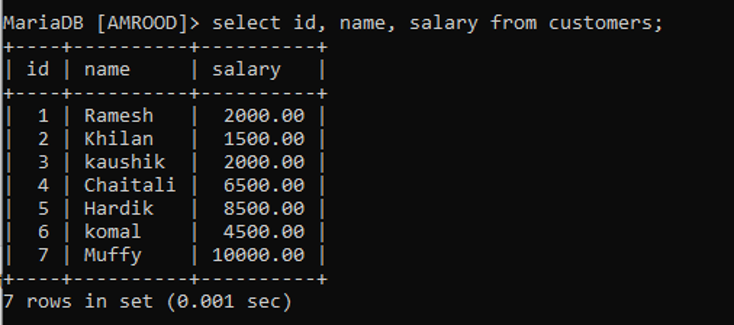 MariaDB [AMROOD]> select id, name, salary from customers;
+----+----------+----------+
| id | name     | salary   |
+----+----------+----------+
|  1 | Ramesh   |  2000.00 |
|  2 | Khilan   |  1500.00 |
|  3 | kaushik  |  2000.00 |
|  4 | Chaitali |  6500.00 |
|  5 | Hardik   |  8500.00 |
|  6 | komal    |  4500.00 |
|  7 | Muffy    | 10000.00 |
+----+----------+----------+
7 rows in set (0.001 sec)